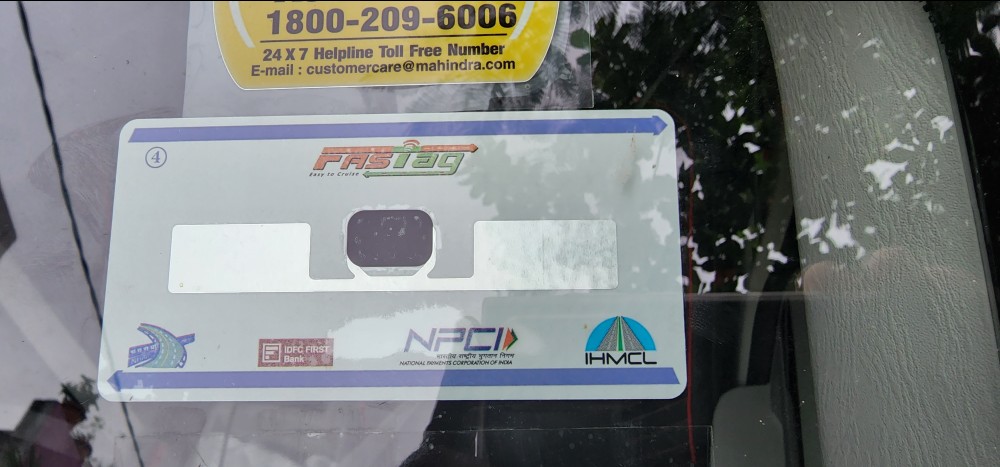 1800-209-6006
24 X 7 Helpline Toll Free Number
E-mail : customercare@mahindra.com
4
FASTag
Easy to Cruise
IDFC FIRST
Bank
NPCI
भारतीय राष्ट्रीय भुगतान निगम
NATIONAL PAYMENTS CORPORATION OF INDIA
IHMCL